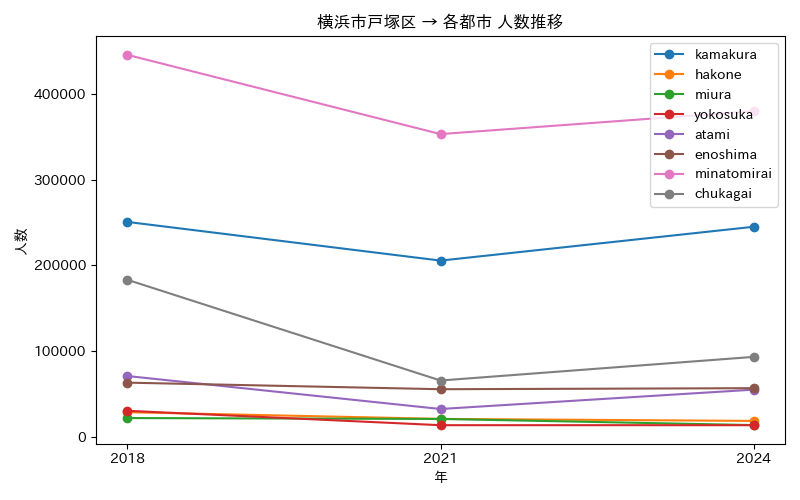 横浜市戸塚区 → 各都市 人数推移
kamakura
hakone
miura
yokosuka
atami
enoshima
minatomirai
chukagai
人数
400000
300000
200000
100000
0
2018
2021
2024
年